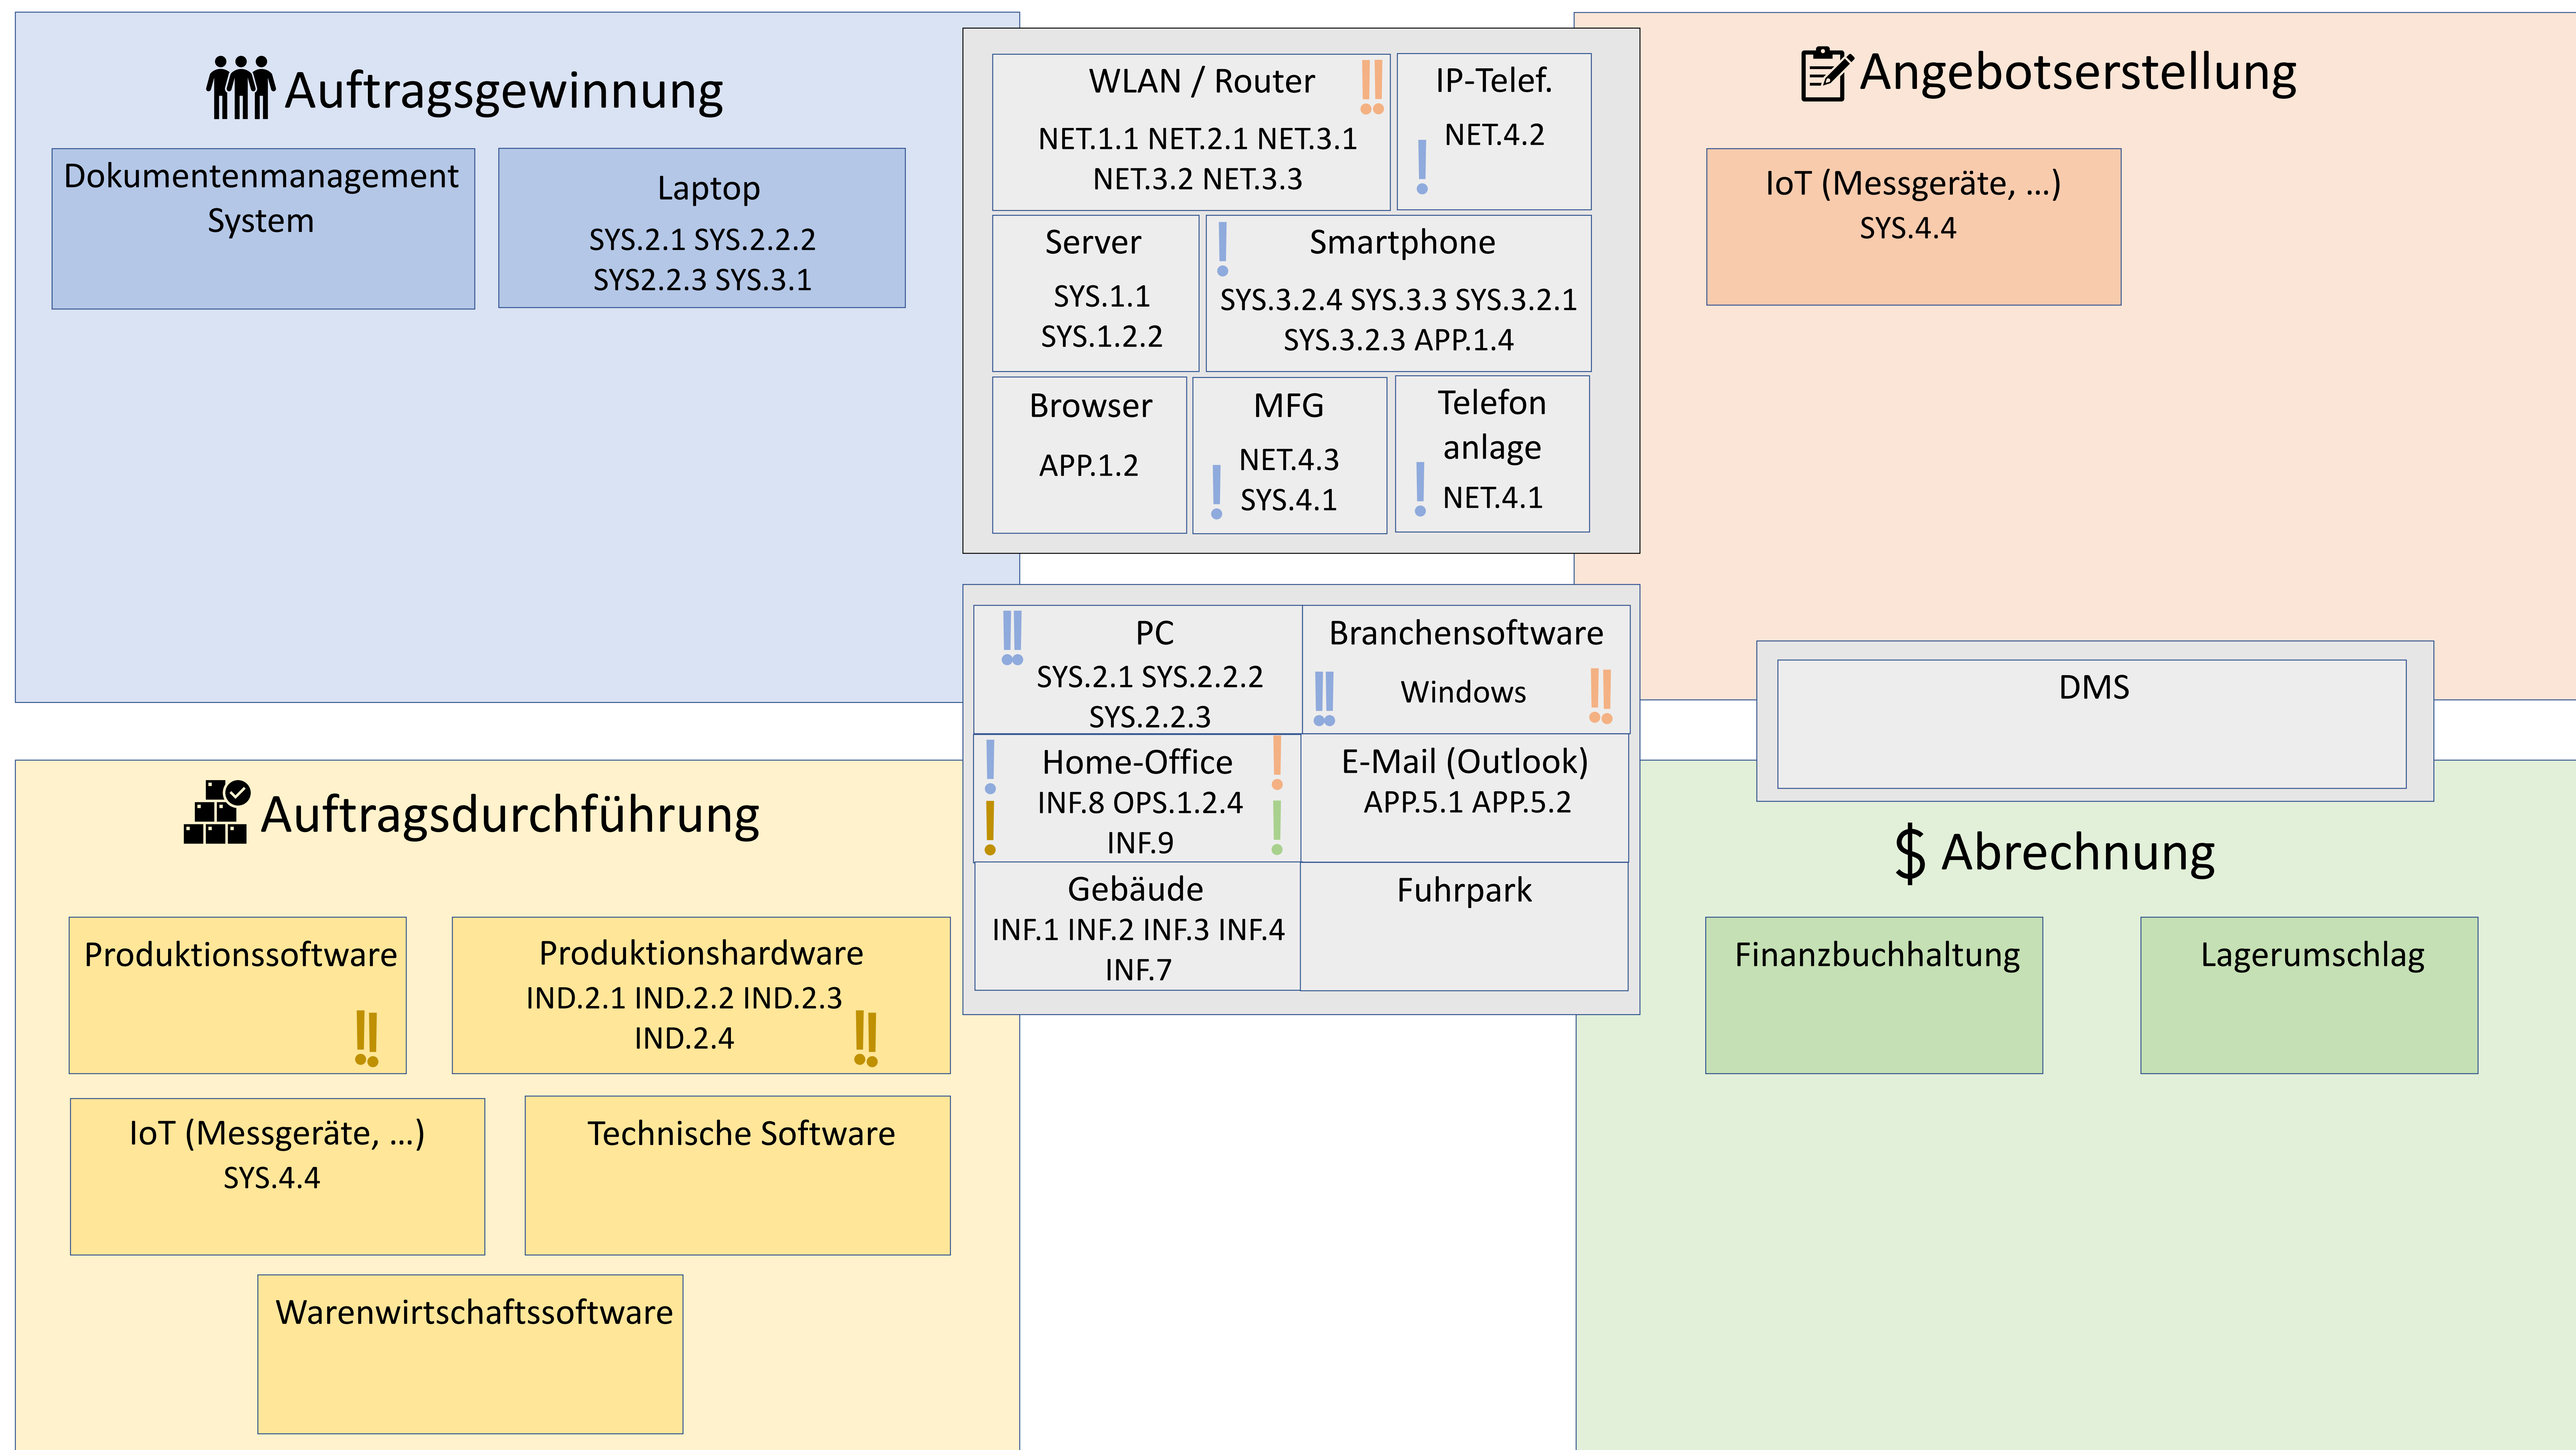 Auftragsgewinnung
Dokumentenmanagement
System
Laptop
SYS.2.1 SYS.2.2.2
SYS2.2.3 SYS.3.1
WLAN / Router
!!
NET.1.1 NET.2.1 NET.3.1
NET.3.2 NET.3.3
IP-Telef.
NET.4.2
!
Server
SYS.1.1
SYS.1.2.2
! Smartphone
SYS.3.2.4 SYS.3.3 SYS.3.2.1
SYS.3.2.3 APP.1.4
Browser
APP.1.2
MFG
NET.4.3
! SYS.4.1
Telefon
anlage
! NET.4.1
Angebotserstellung
IoT (Messgeräte, ...)
SYS.4.4
!! PC
SYS.2.1 SYS.2.2.2
SYS.2.2.3
Branchensoftware
!! Windows !!
! Home-Office !
INF.8 OPS.1.2.4
! INF.9 !
E-Mail (Outlook)
APP.5.1 APP.5.2
Gebäude
INF.1 INF.2 INF.3 INF.4
INF.7
Fuhrpark
DMS
Auftragsdurchführung
Produktionssoftware
!!
Produktionshardware
IND.2.1 IND.2.2 IND.2.3
IND.2.4 !!
IoT (Messgeräte, ...)
SYS.4.4
Technische Software
Warenwirtschaftssoftware
$ Abrechnung
Finanzbuchhaltung
Lagerumschlag